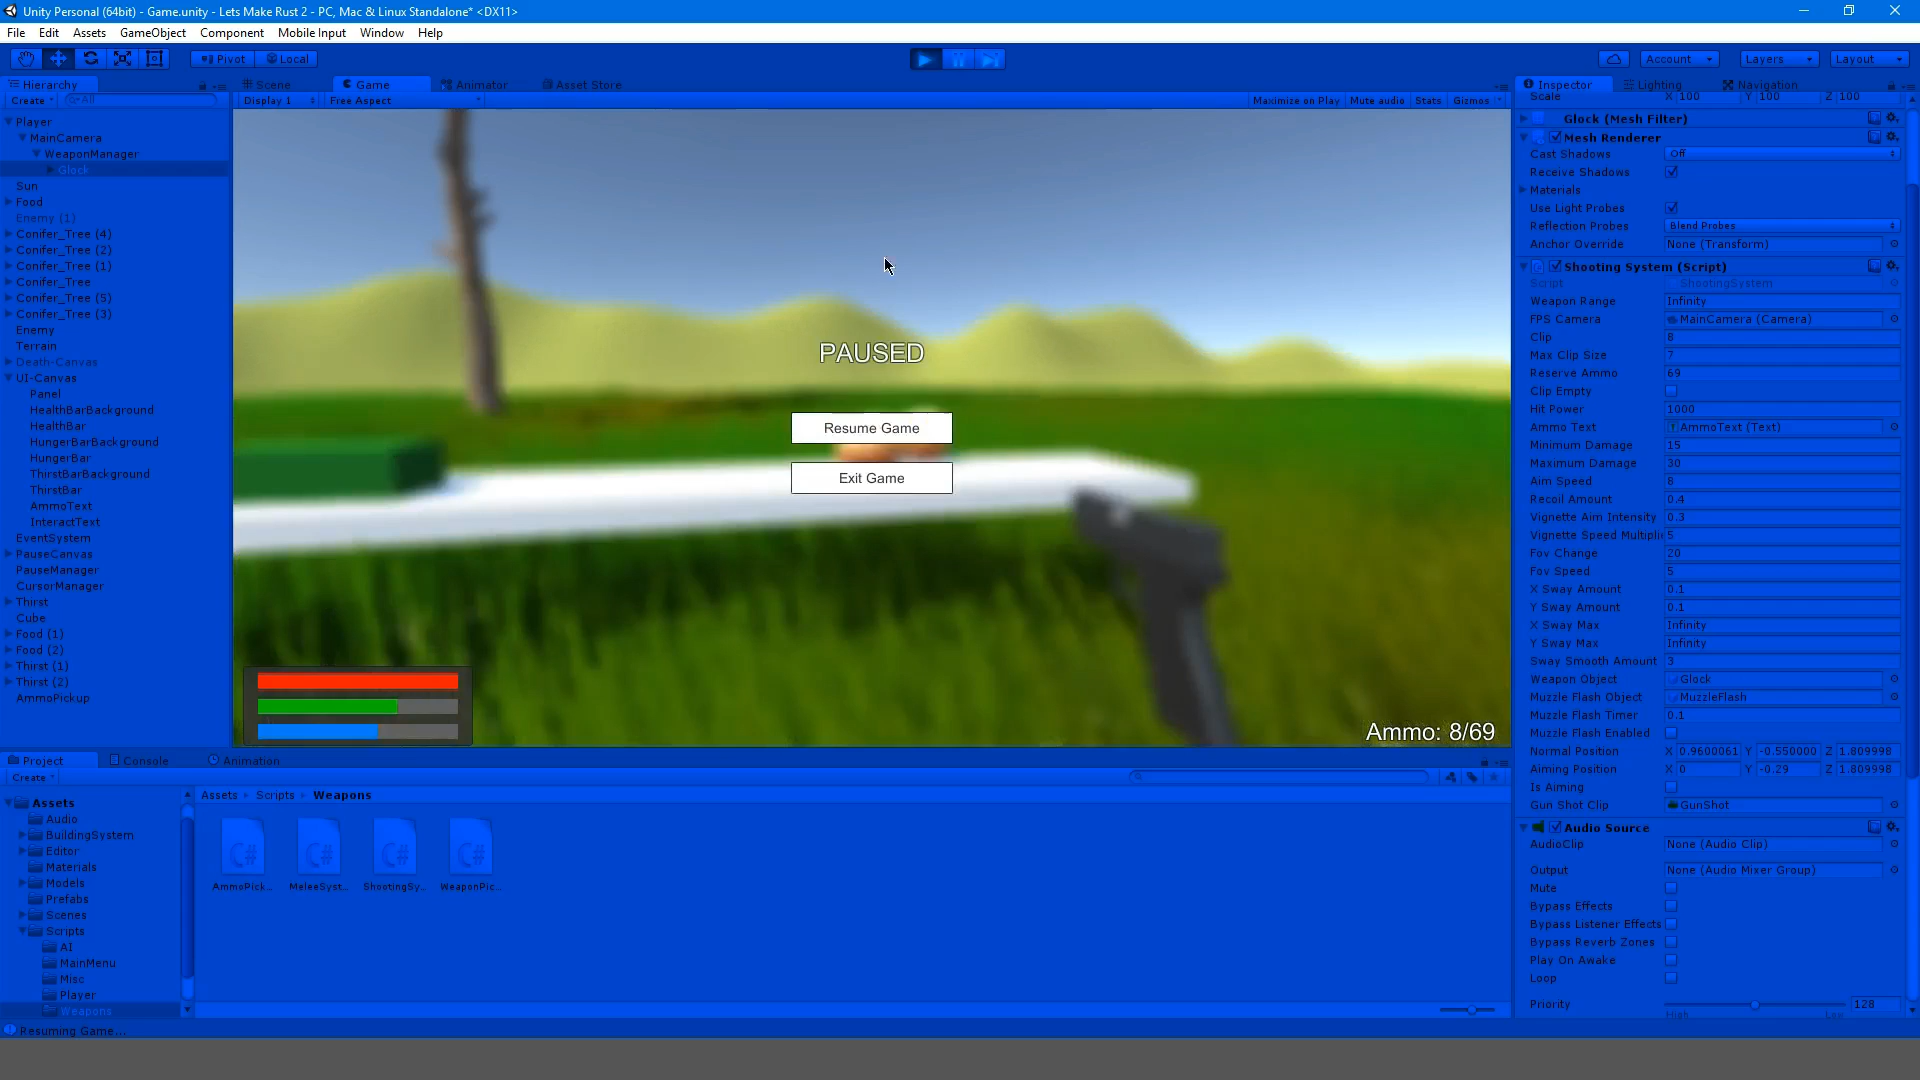 Unity Personal (64bit) - Game.unity - Lets Make Rust 2 - PC, Mac & Linux Standalone* <DX11>
File Edit Assets GameObject Component Mobile Input Window Help
Pivot Local Account Layers Layout
Hierarchy Scene Game Animator Asset Store Inspector Lighting Navigation
Create All Display 1 Free Aspect Maximize on Play Mute audio Stats Gizmos
Scale X 100 Y 100 Z 100
Player
MainCamera
WeaponManager
Glock
Sun
Food
Enemy (1)
Conifer_Tree (4)
Conifer_Tree (2)
Conifer_Tree (1)
Conifer_Tree
Conifer_Tree (5)
Conifer_Tree (3)
Enemy
Terrain
Death-Canvas
UI-Canvas
Panel
HealthBarBackground
HealthBar
HungerBarBackground
HungerBar
ThirstBarBackground
ThirstBar
AmmoText
InteractText
EventSystem
PauseCanvas
PauseManager
CursorManager
Thirst
Cube
Food (1)
Food (2)
Thirst (1)
Thirst (2)
AmmoPickup
PAUSED
Resume Game
Exit Game
Ammo: 8/69
Glock (Mesh Filter)
Mesh Renderer
Cast Shadows Off
Receive Shadows
Materials
Use Light Probes
Reflection Probes Blend Probes
Anchor Override None (Transform)
Shooting System (Script)
Script ShootingSystem
Weapon Range Infinity
FPS Camera MainCamera (Camera)
Clip 8
Max Clip Size 7
Reserve Ammo 69
Clip Empty
Hit Power 1000
Ammo Text AmmoText (Text)
Minimum Damage 15
Maximum Damage 30
Aim Speed 8
Recoil Amount 0.4
Vignette Aim Intensity 0.3
Vignette Speed Multipli 5
Fov Change 20
Fov Speed 5
X Sway Amount 0.1
Y Sway Amount 0.1
X Sway Max Infinity
Y Sway Max Infinity
Sway Smooth Amount 3
Weapon Object Glock
Muzzle Flash Object MuzzleFlash
Muzzle Flash Timer 0.1
Muzzle Flash Enabled
Normal Position X 0.9600061 Y -0.550000 Z 1.809998
Aiming Position X 0 Y -0.29 Z 1.809998
Is Aiming
Gun Shot Clip GunShot
Audio Source
AudioClip None (Audio Clip)
Output None (Audio Mixer Group)
Mute
Bypass Effects
Bypass Listener Effects
Bypass Reverb Zones
Play On Awake
Loop
Priority 128
High Low
Project Console Animation
Create
Assets
Audio
BuildingSystem
Editor
Materials
Models
Prefabs
Scenes
Scripts
AI
MainMenu
Misc
Player
Weapons
Assets Scripts Weapons
C# C# C# C#
AmmoPick... MeleeSyst... ShootingSy... WeaponPic...
Resuming Game...